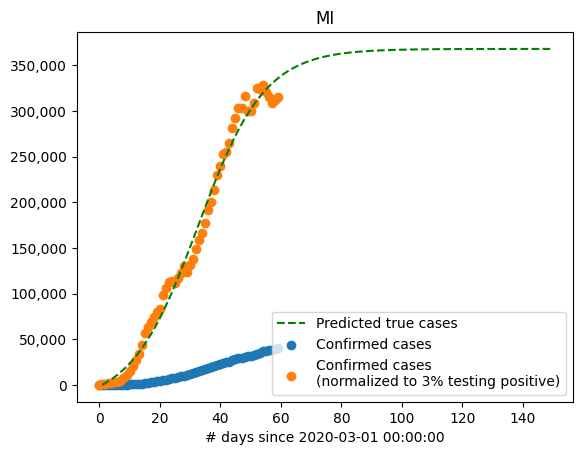 MI
350,000
300,000
250,000
200,000
150,000
100,000
50,000
0
Predicted true cases
Confirmed cases
Confirmed cases
(normalized to 3% testing positive)
0 20 40 60 80 100 120 140
# days since 2020-03-01 00:00:00